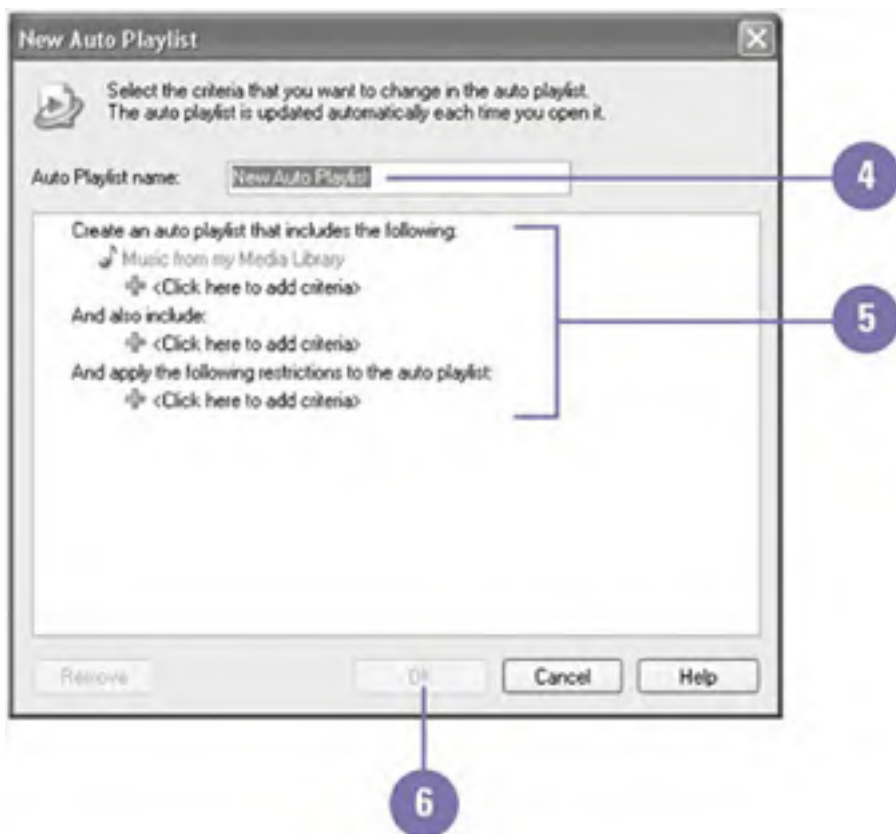 New Auto Playlist
Select the criteria that you want to change in the auto playlist.
The auto playlist is updated automatically each time you open it.
Auto Playlist name: New Auto Playlist
4
Create an auto playlist that includes the following:
Music from my Media Library
<Click here to add criteria>
And also include:
<Click here to add criteria>
And apply the following restrictions to the auto playlist:
<Click here to add criteria>
5
Remove OK Cancel Help
6